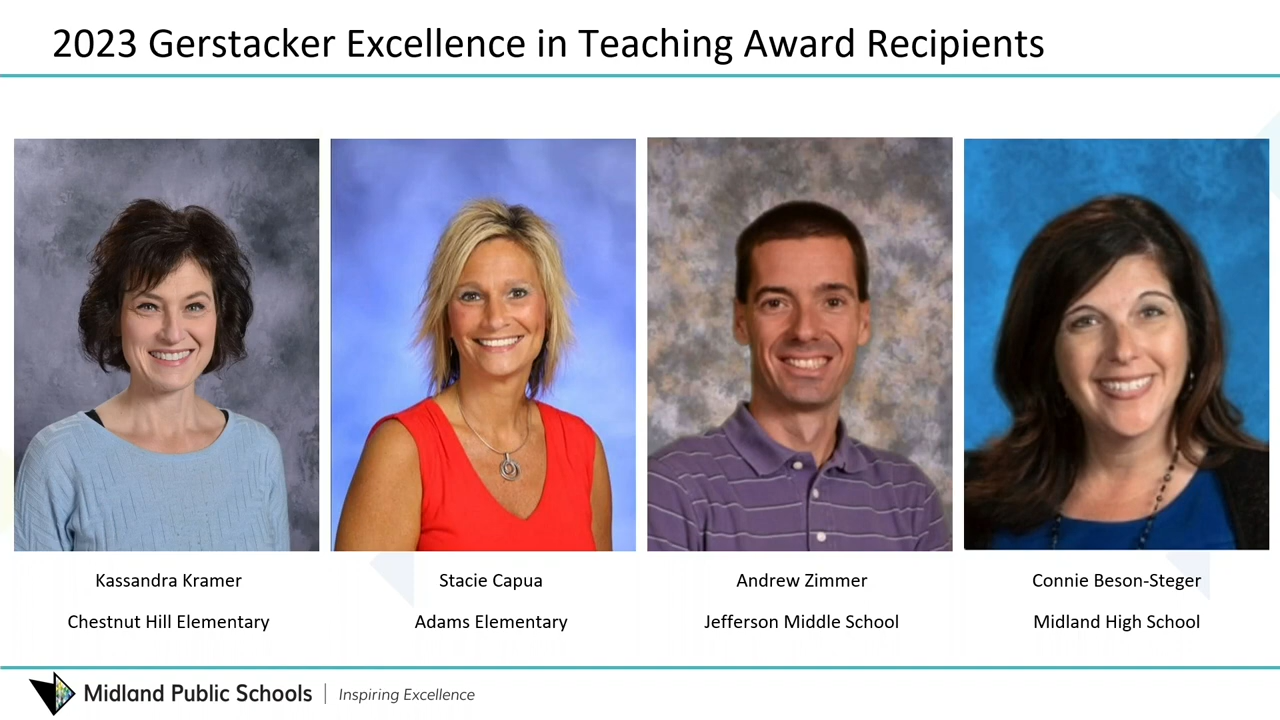 2023 Gerstacker Excellence in Teaching Award Recipients
Kassandra Kramer
Chestnut Hill Elementary
Stacie Capua
Adams Elementary
Andrew Zimmer
Jefferson Middle School
Connie Beson-Steger
Midland High School
Midland Public Schools | Inspiring Excellence